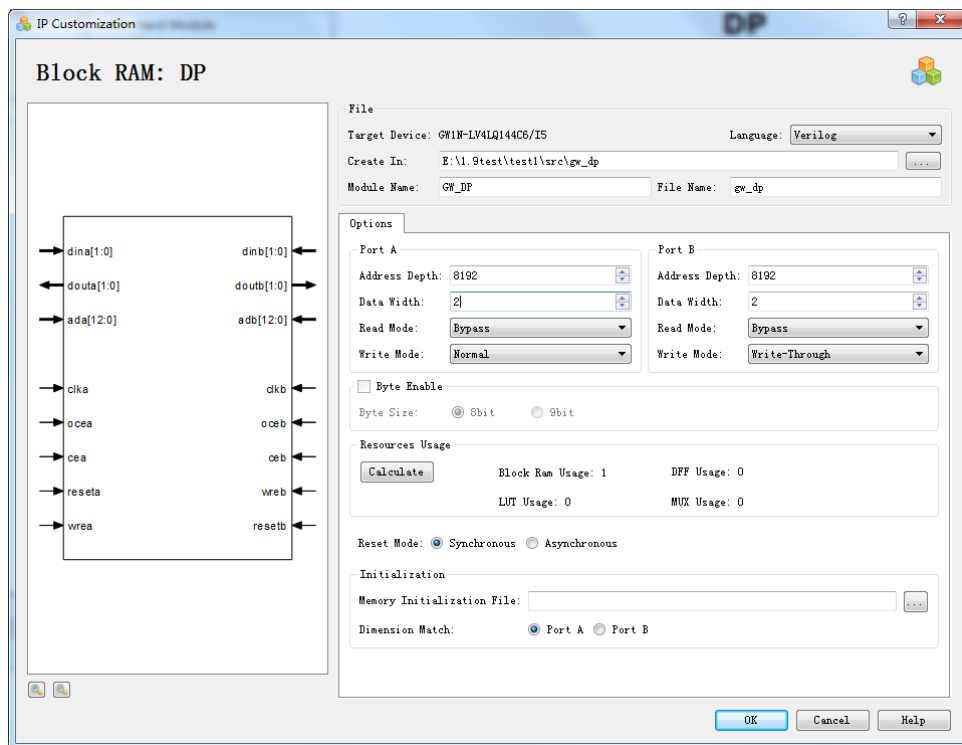 IP Customization
DP
Block RAM: DP
dina[1:0] dinb[1:0]
douta[1:0] doutb[1:0]
ada[12:0] adb[12:0]
clka clkb
ocea oceb
cea ceb
reseta wreb
wrea resetb
File
Target Device: GW1N-LV4LQ144C6/I5 Language: Verilog
Create In: E:\1.9test\test1\src\gw_dp ...
Module Name: GW_DP File Name: gw_dp
Options
Port A Port B
Address Depth: 8192 Address Depth: 8192
Data Width: 2 Data Width: 2
Read Mode: Bypass Read Mode: Bypass
Write Mode: Normal Write Mode: Write-Through
Byte Enable
Byte Size: 8bit 9bit
Resources Usage
Calculate Block Ram Usage: 1 DFF Usage: 0
LUT Usage: 0 MUX Usage: 0
Reset Mode: Synchronous Asynchronous
Initialization
Memory Initialization File: ...
Dimension Match: Port A Port B
OK Cancel Help